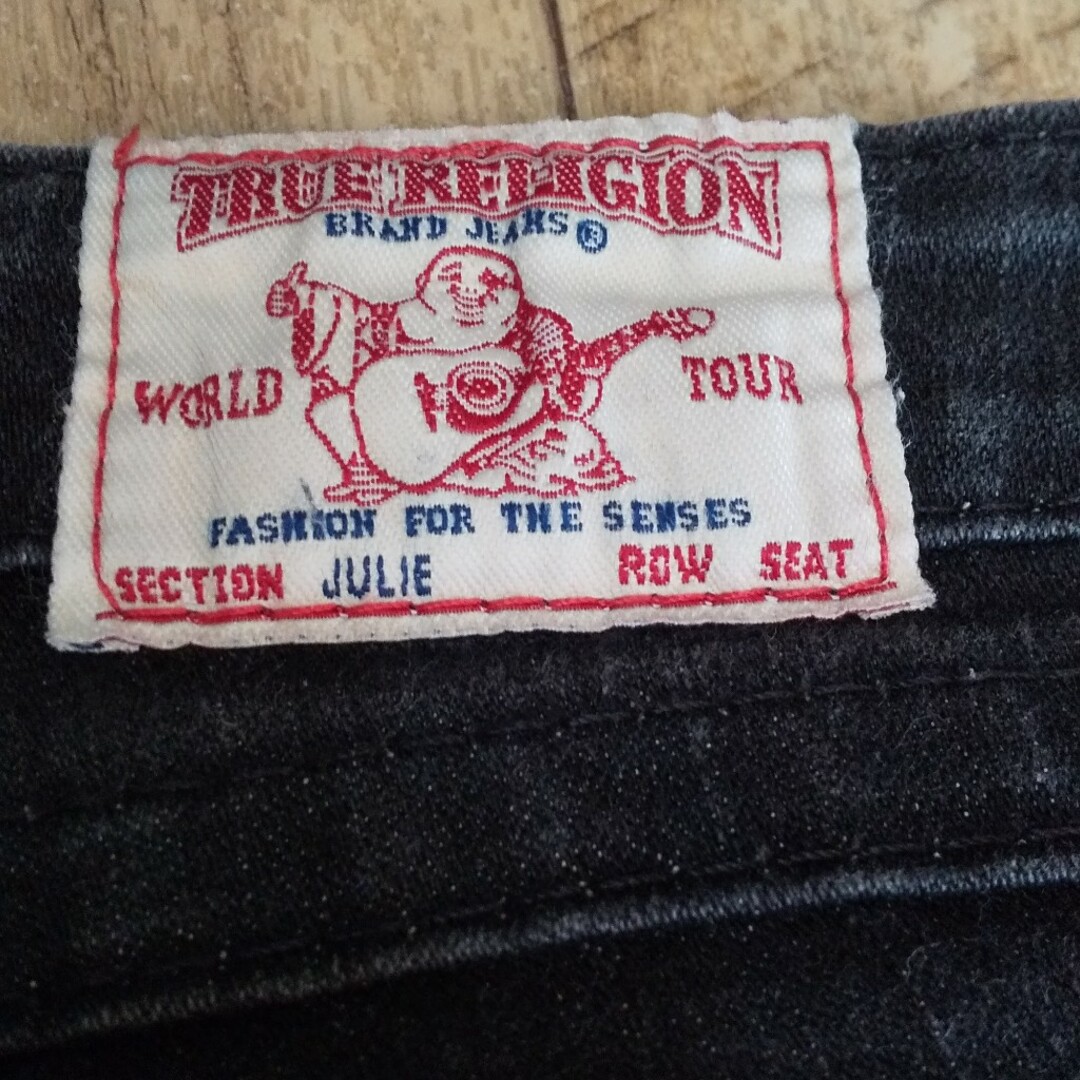 TRUE RELIGION
BRAND JEANS®
WORLD TOUR
FASHION FOR THE SENSES
SECTION JULIE ROW SEAT